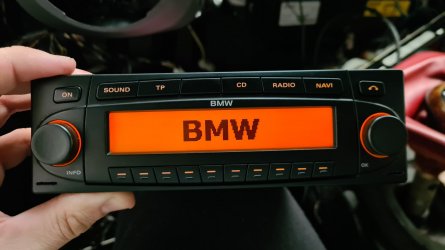 ON SOUND TP CD RADIO NAVI
BMW
BMW
INFO OK